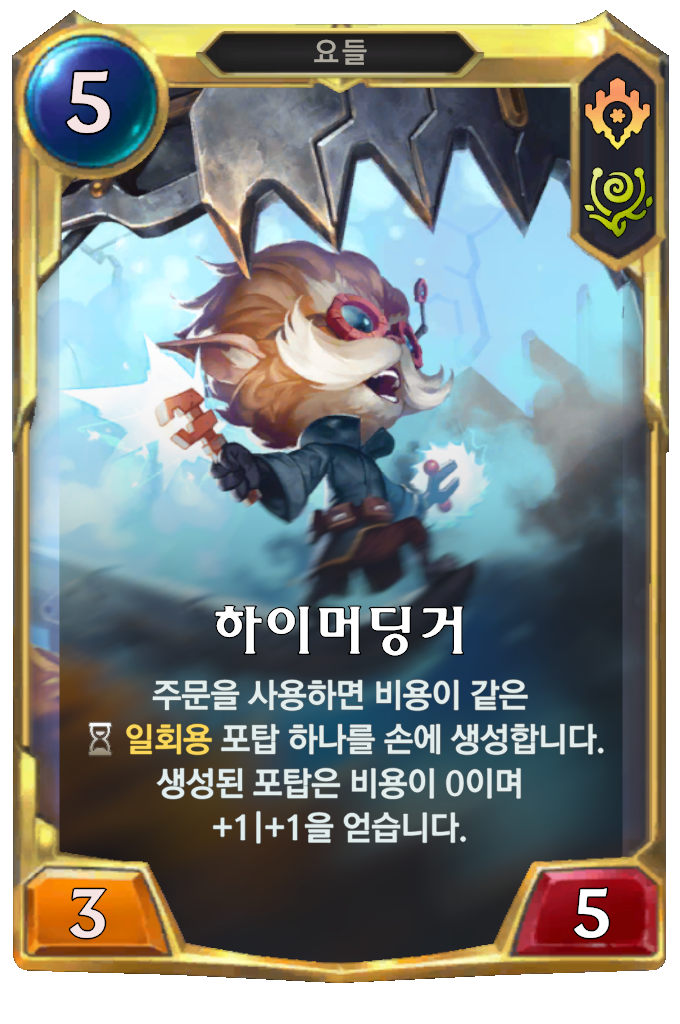 요들
5
하이머딩거
주문을 사용하면 비용이 같은
일회용 포탑 하나를 손에 생성합니다.
생성된 포탑은 비용이 0이며
+1|+1을 얻습니다.
3
5